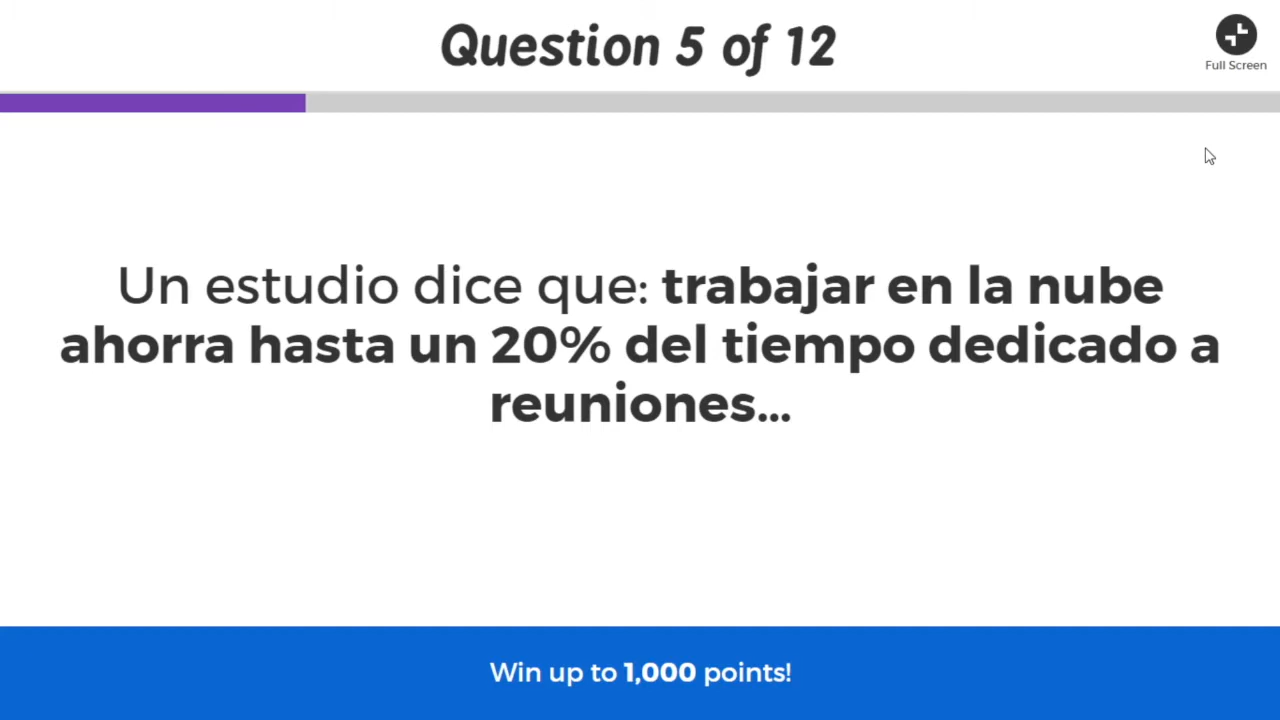 Question 5 of 12
Full Screen
Un estudio dice que: trabajar en la nube
ahorra hasta un 20% del tiempo dedicado a
reuniones...
Win up to 1,000 points!